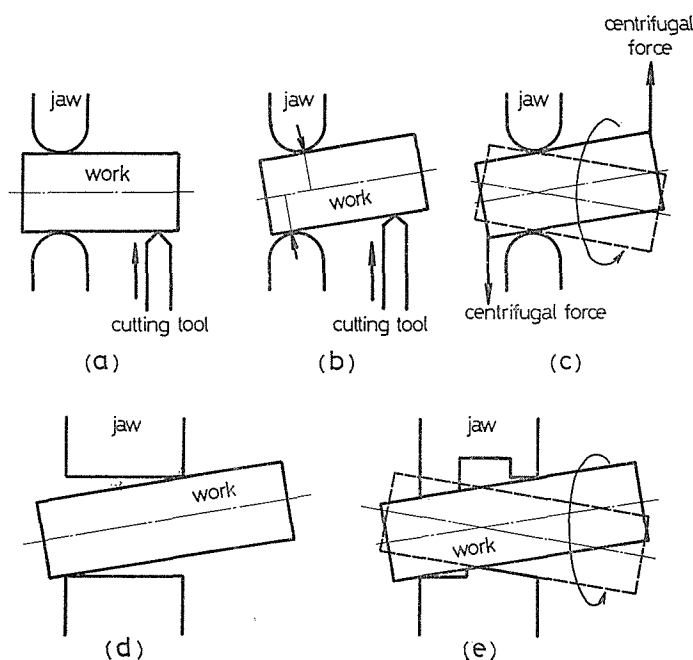 jaw
work
cutting tool
(a)
jaw
work
cutting tool
(b)
centrifugal
force
jaw
centrifugal force
(c)
jaw
work
(d)
jaw
work
(e)